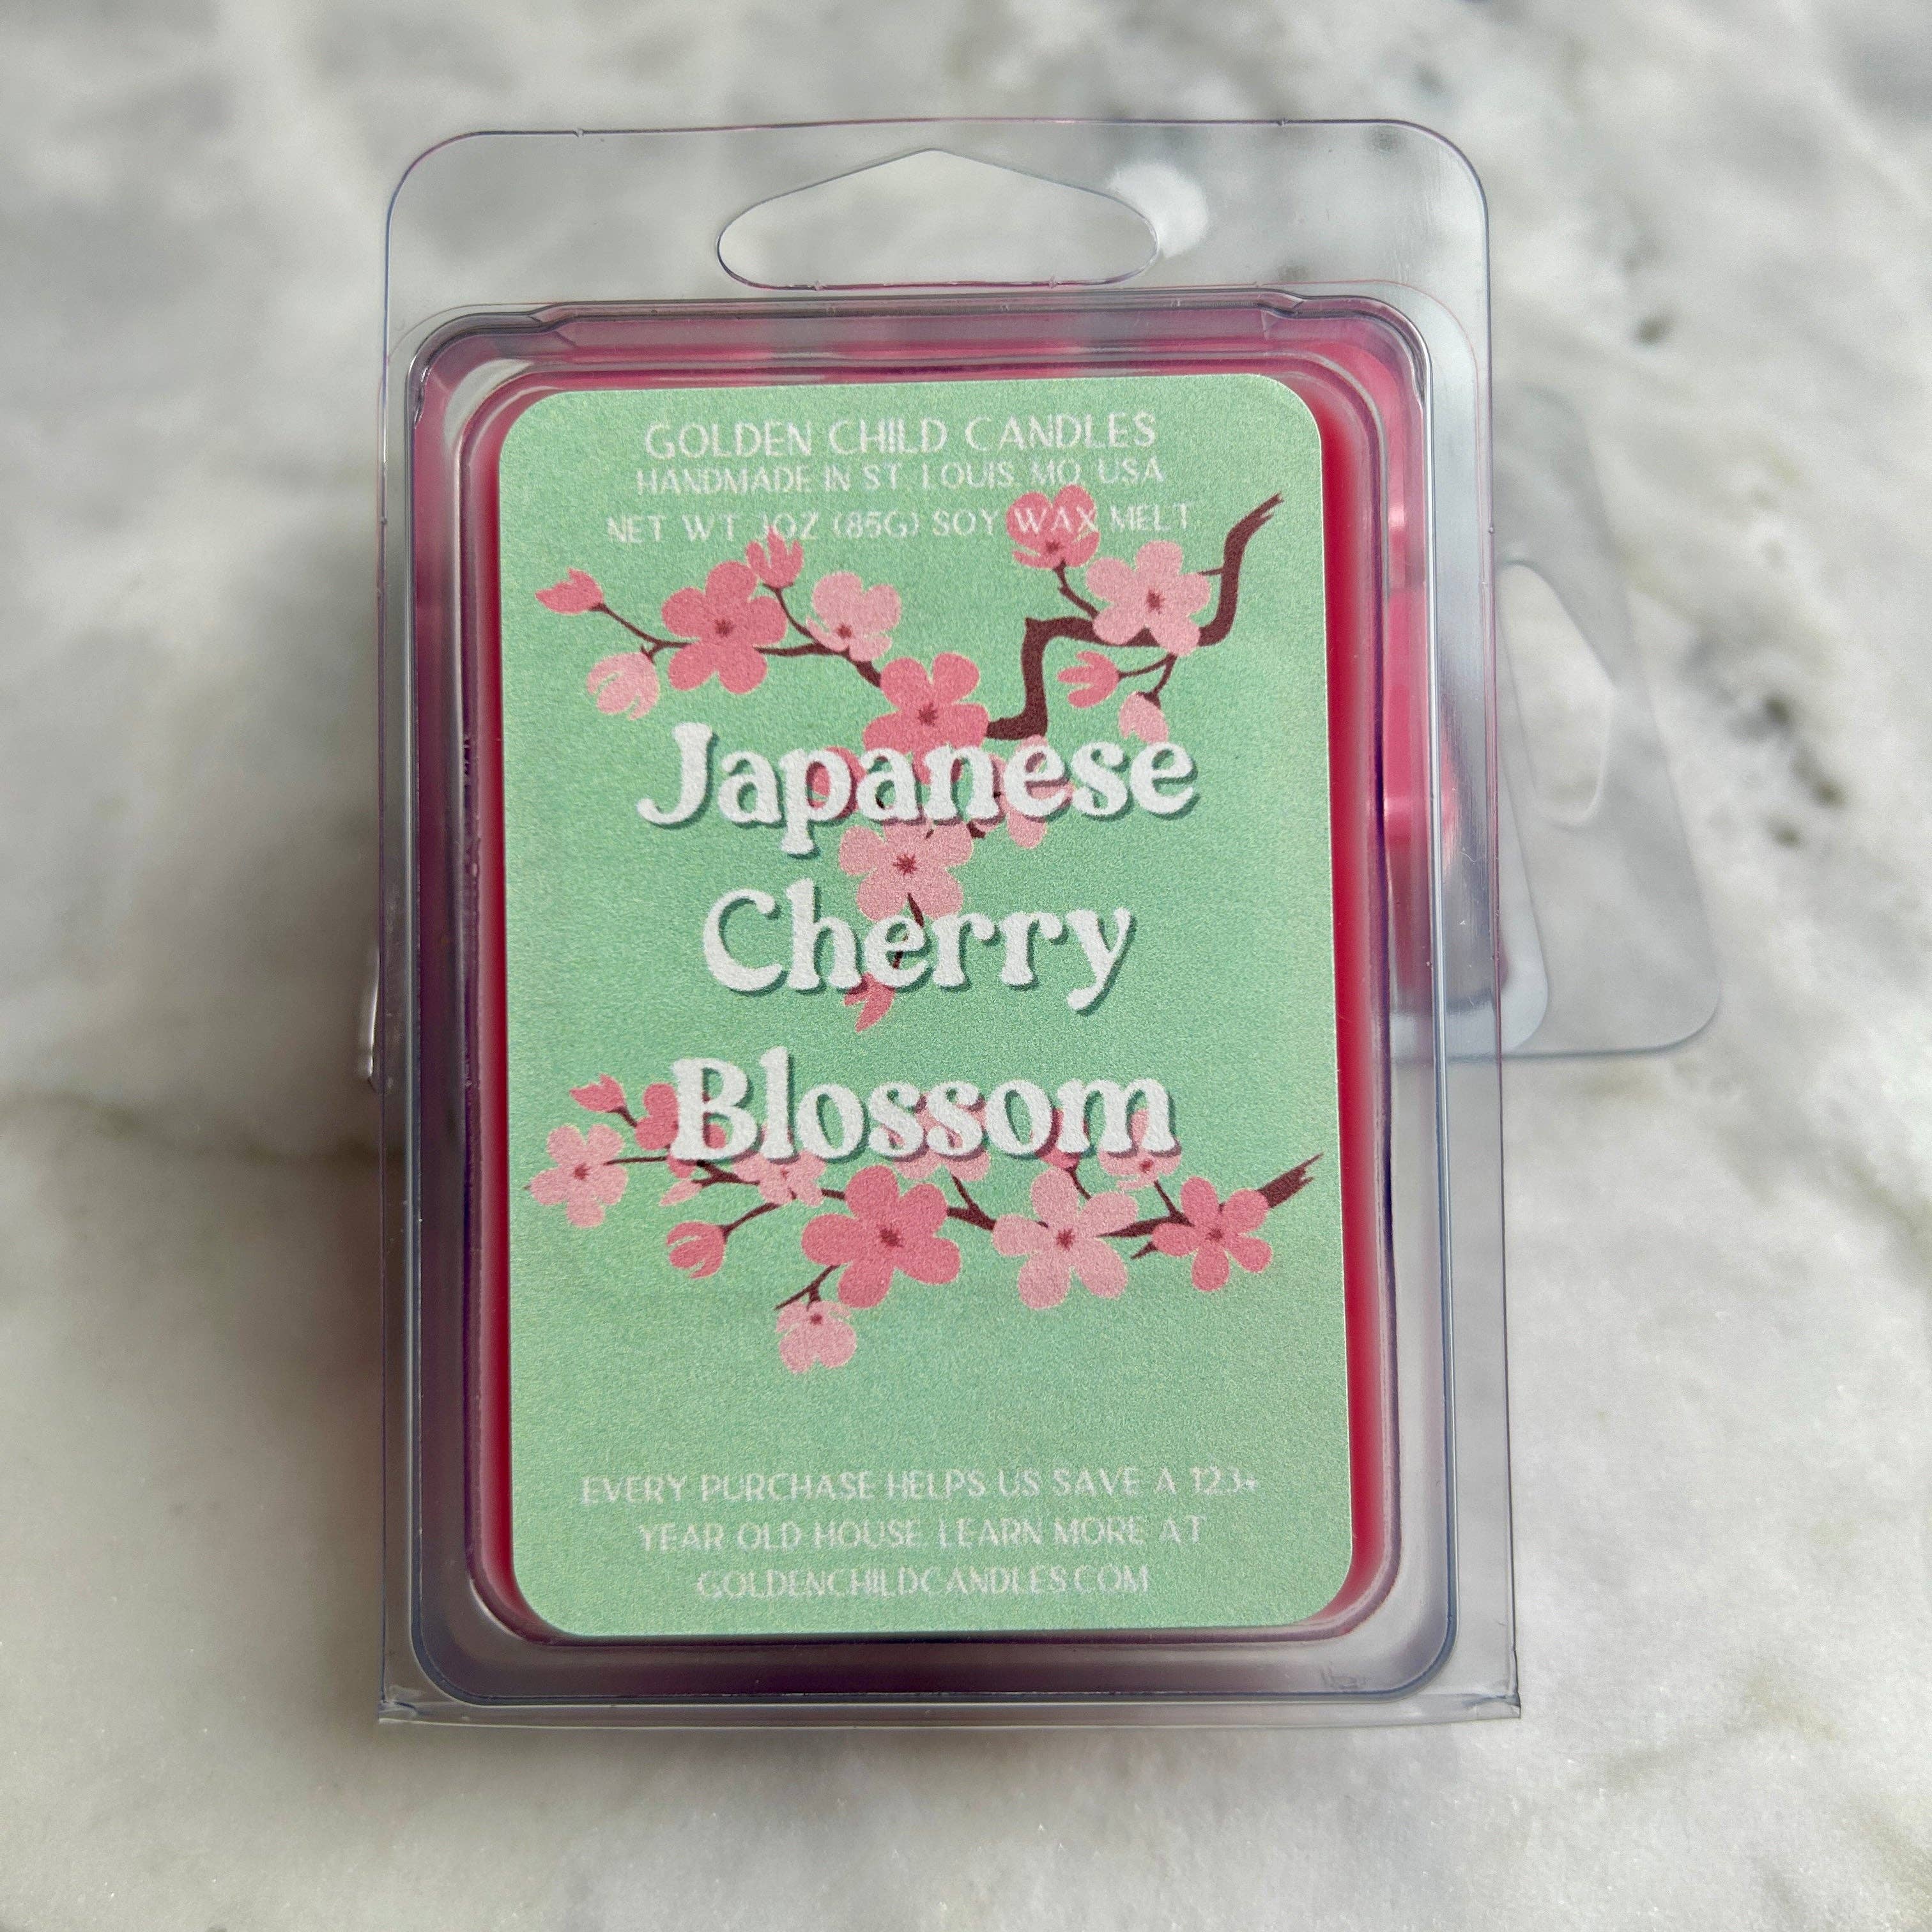 GOLDEN CHILD CANDLES
HANDMADE IN ST. LOUIS, MO, USA
NET WT 3OZ (85G) SOY WAX MELT
Japanese
Cherry
Blossom
EVERY PURCHASE HELPS US SAVE A 123+
YEAR OLD HOUSE. LEARN MORE AT
GOLDENCHILDCANDLES.COM